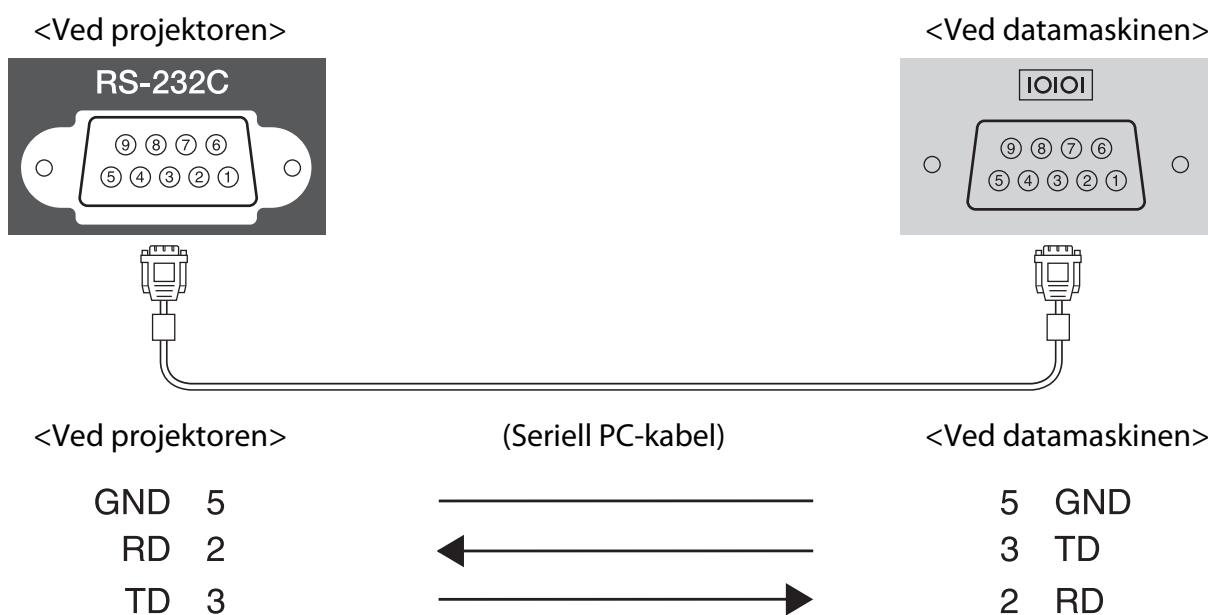 <Ved projektoren> <Ved datamaskinen>
RS-232C IOIOI
9 8 7 6 9 8 7 6
5 4 3 2 1 5 4 3 2 1
<Ved projektoren> (Seriell PC-kabel) <Ved datamaskinen>
GND 5 5 GND
RD 2 3 TD
TD 3 2 RD